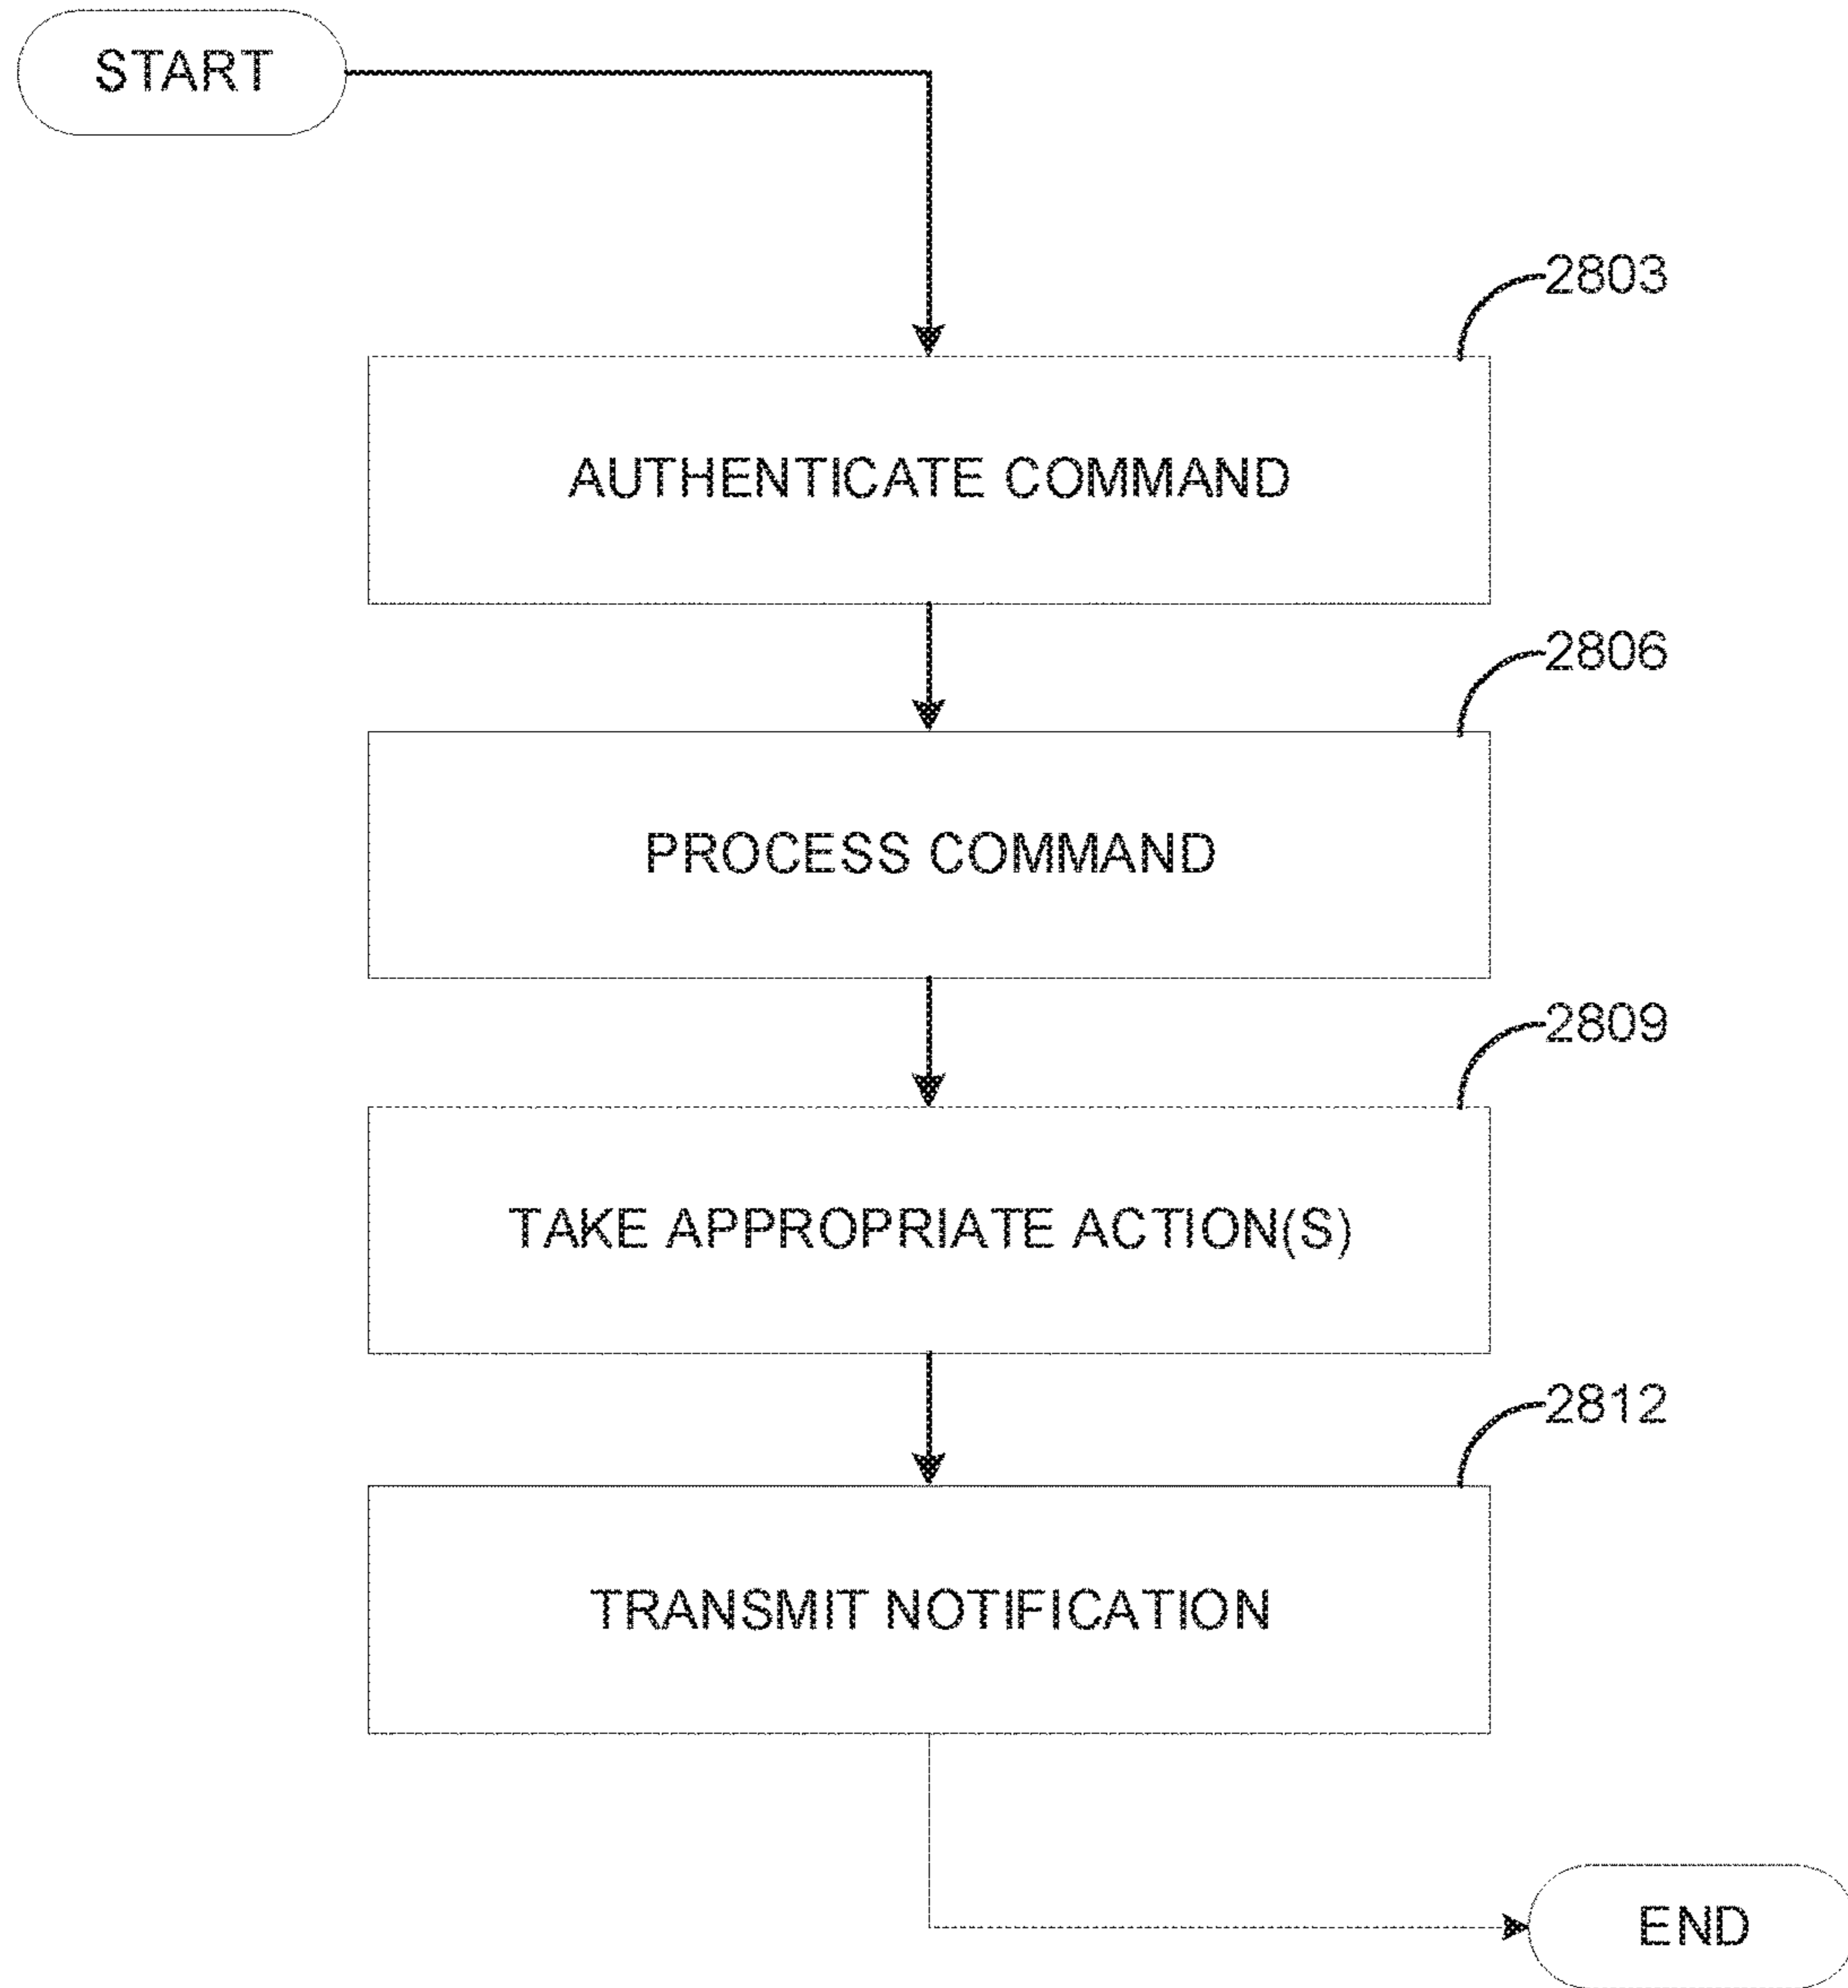 START
2803
AUTHENTICATE COMMAND
2806
PROCESS COMMAND
2809
TAKE APPROPRIATE ACTION(S)
2812
TRANSMIT NOTIFICATION
END